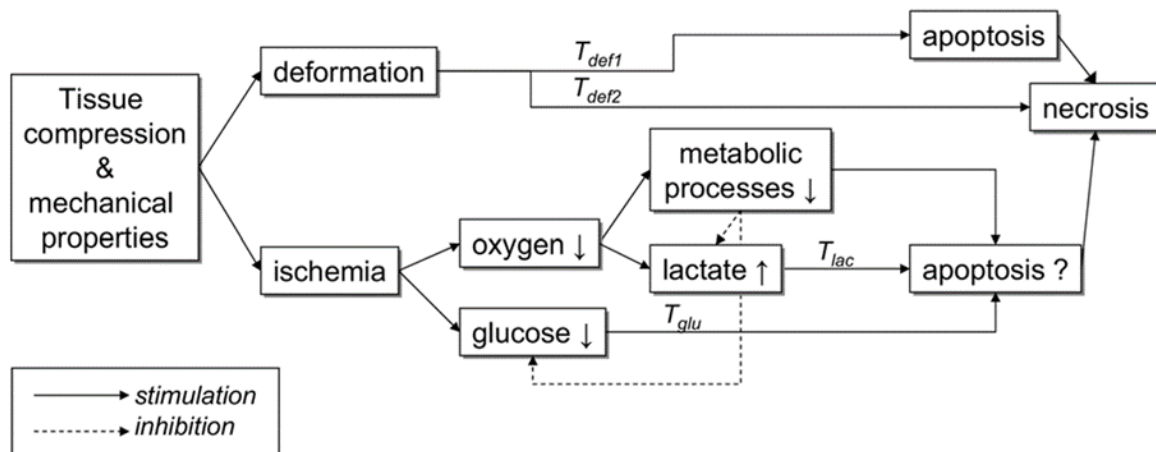 Tissue
compression
&
mechanical
properties
deformation
ischemia
T_def1
T_def2
apoptosis
necrosis
oxygen ↓
glucose ↓
metabolic
processes ↓
lactate ↑
T_lac
T_glu
apoptosis ?
stimulation
inhibition